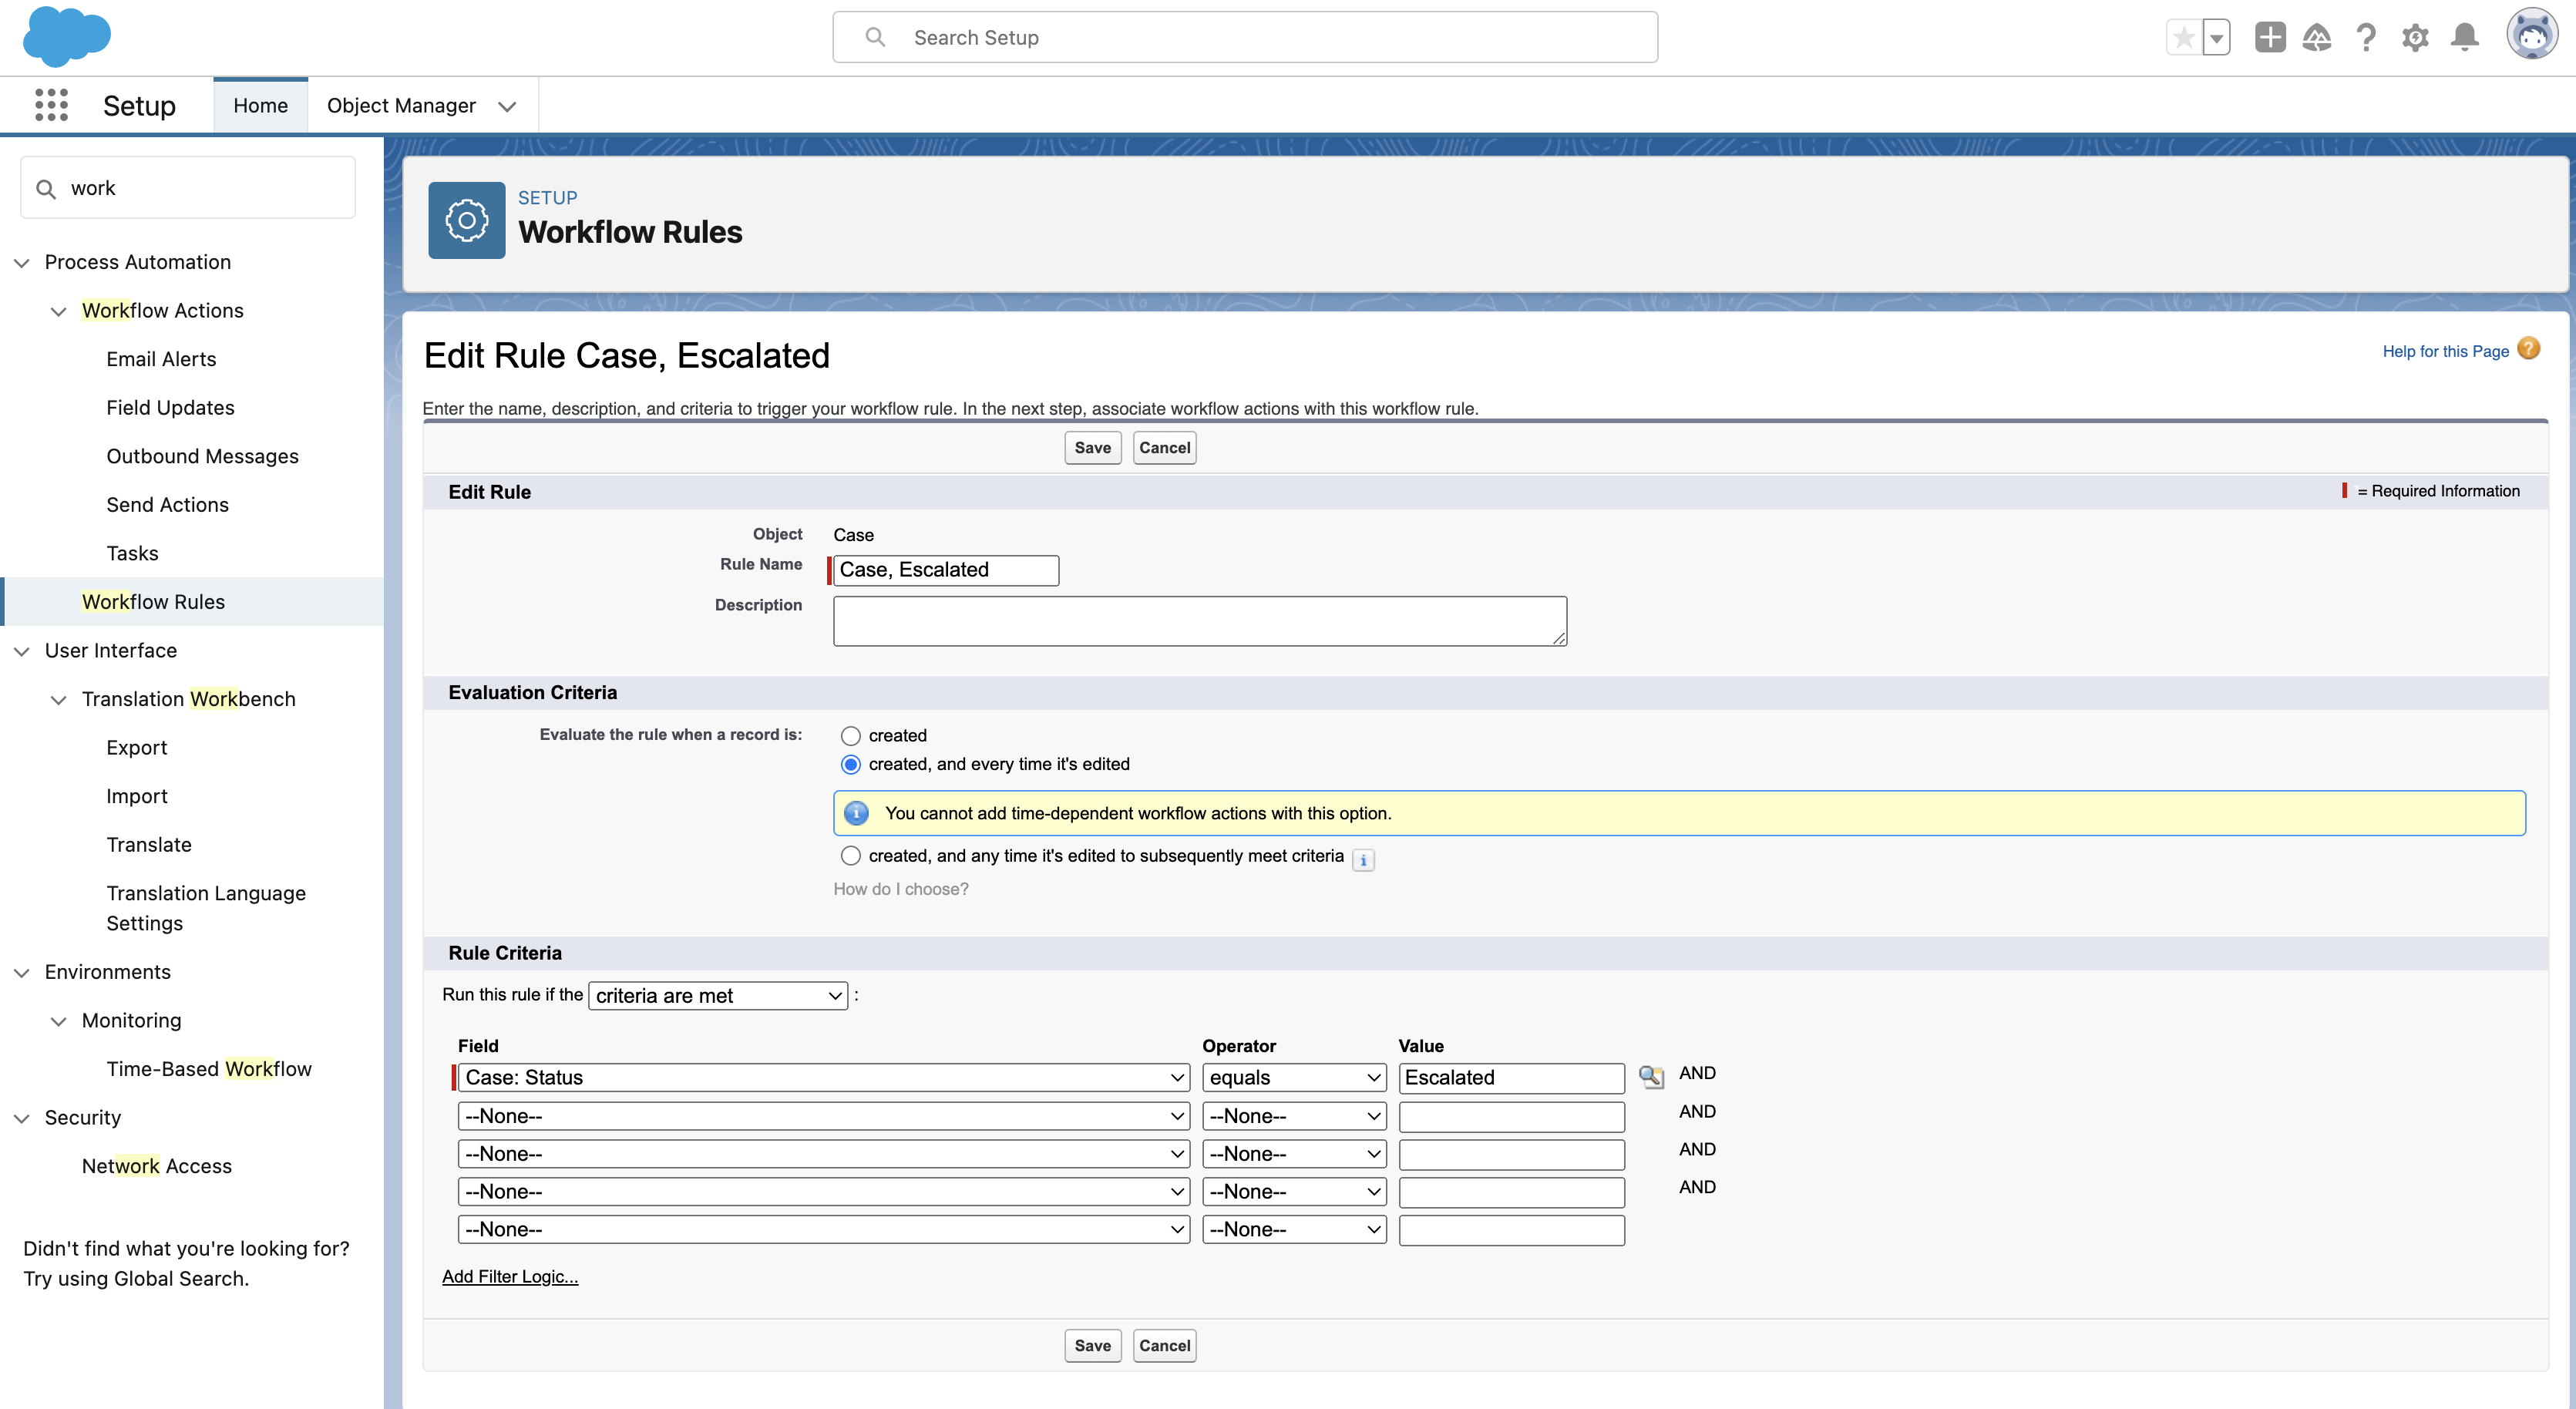 Search Setup
Setup
Home
Object Manager
work
Process Automation
Workflow Actions
Email Alerts
Field Updates
Outbound Messages
Send Actions
Tasks
Workflow Rules
User Interface
Translation Workbench
Export
Import
Translate
Translation Language
Settings
Environments
Monitoring
Time-Based Workflow
Security
Network Access
Didn't find what you're looking for?
Try using Global Search.
SETUP
Workflow Rules
Edit Rule Case, Escalated
Help for this Page
Enter the name, description, and criteria to trigger your workflow rule. In the next step, associate workflow actions with this workflow rule.
Save Cancel
Edit Rule
= Required Information
Object Case
Rule Name Case, Escalated
Description
Evaluation Criteria
Evaluate the rule when a record is: created
created, and every time it's edited
You cannot add time-dependent workflow actions with this option.
created, and any time it's edited to subsequently meet criteria
How do I choose?
Rule Criteria
Run this rule if the criteria are met :
Field Operator Value
Case: Status equals Escalated AND
--None-- --None-- AND
--None-- --None-- AND
--None-- --None-- AND
--None-- --None--
Add Filter Logic...
Save Cancel